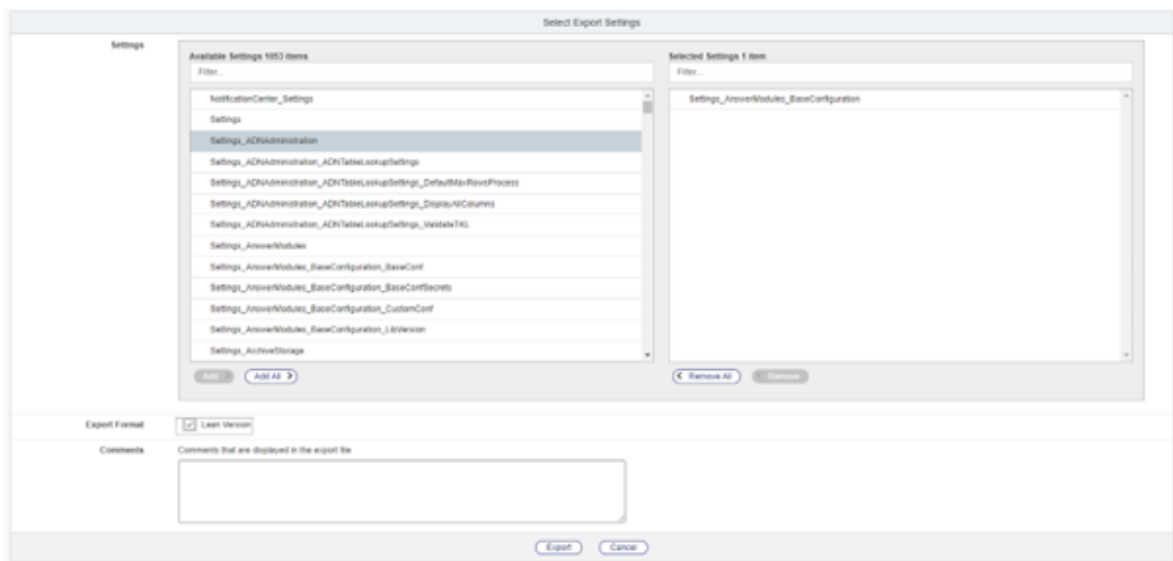 Select Export Settings
Settings
Available Settings 1053 items
Selected Settings 1 item
Filter...
Filter...
NotificationCenter_Settings
Settings_AnswerModules_BaseConfiguration
Settings
Settings_ADNAdministration
Settings_ADNAdministration_ADNTableLookupSettings
Settings_ADNAdministration_ADNTableLookupSettings_DefaultMaxRowsProcess
Settings_ADNAdministration_ADNTableLookupSettings_DisplayAllColumns
Settings_ADNAdministration_ADNTableLookupSettings_ValidateTKL
Settings_AnswerModules
Settings_AnswerModules_BaseConfiguration_BaseConf
Settings_AnswerModules_BaseConfiguration_BaseConfSecrets
Settings_AnswerModules_BaseConfiguration_CustomConf
Settings_AnswerModules_BaseConfiguration_LibVersion
Settings_ArchiveStorage
Add
Add All
Remove All
Remove
Export Format
Lean Version
Comments
Comments that are displayed in the export file
Export
Cancel